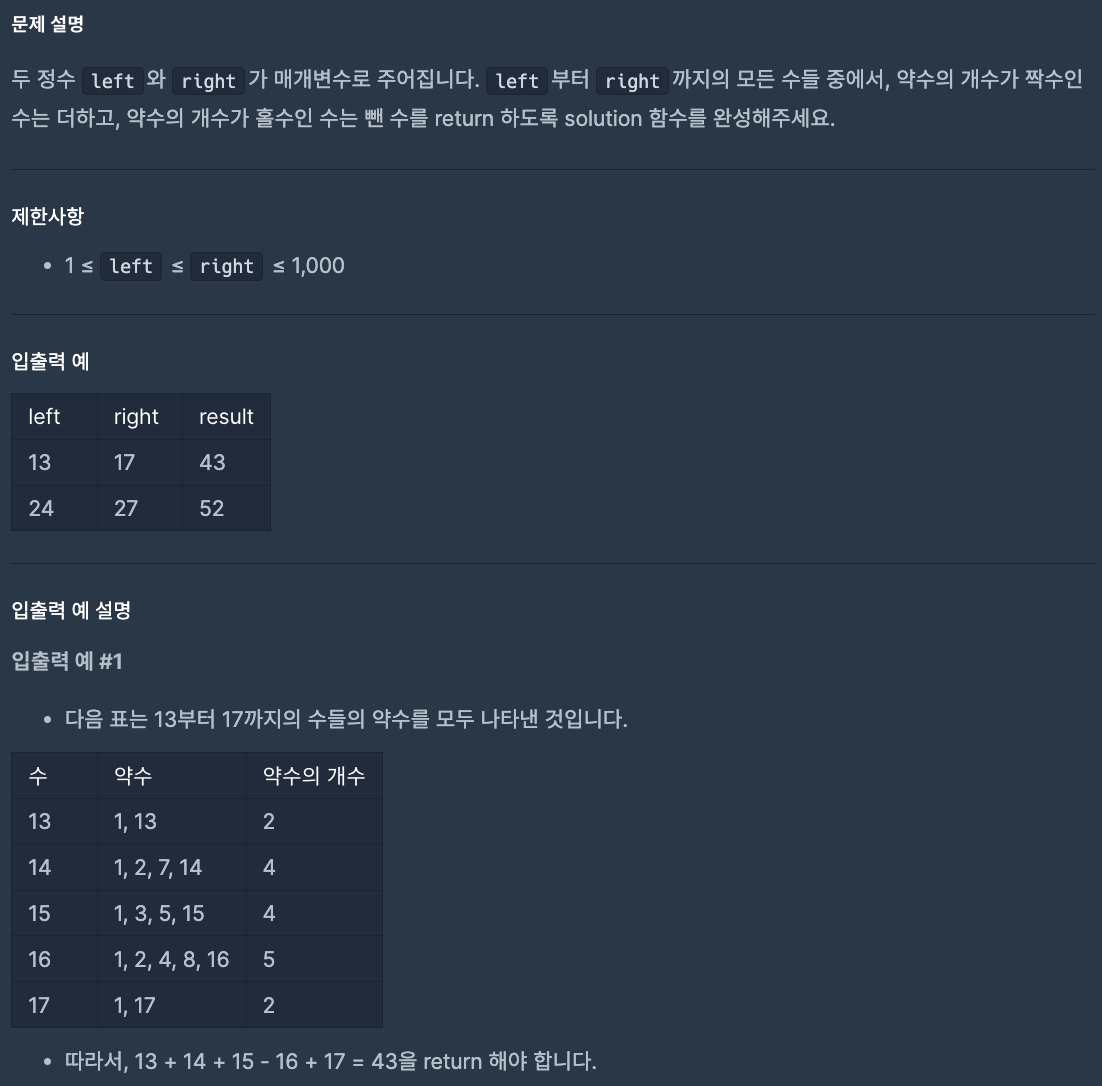 문제 설명
두 정수 left와 right가 매개변수로 주어집니다. left부터 right까지의 모든 수들 중에서, 약수의 개수가 짝수인
수는 더하고, 약수의 개수가 홀수인 수는 뺀 수를 return 하도록 solution 함수를 완성해주세요.
제한사항
• 1 ≤ left ≤ right ≤ 1,000
입출력 예
left right result
13 17 43
24 27 52
입출력 예 설명
입출력 예 #1
• 다음 표는 13부터 17까지의 수들의 약수를 모두 나타낸 것입니다.
수 약수 약수의 개수
13 1, 13 2
14 1, 2, 7, 14 4
15 1, 3, 5, 15 4
16 1, 2, 4, 8, 16 5
17 1, 17 2
• 따라서, 13 + 14 + 15 - 16 + 17 = 43을 return 해야 합니다.